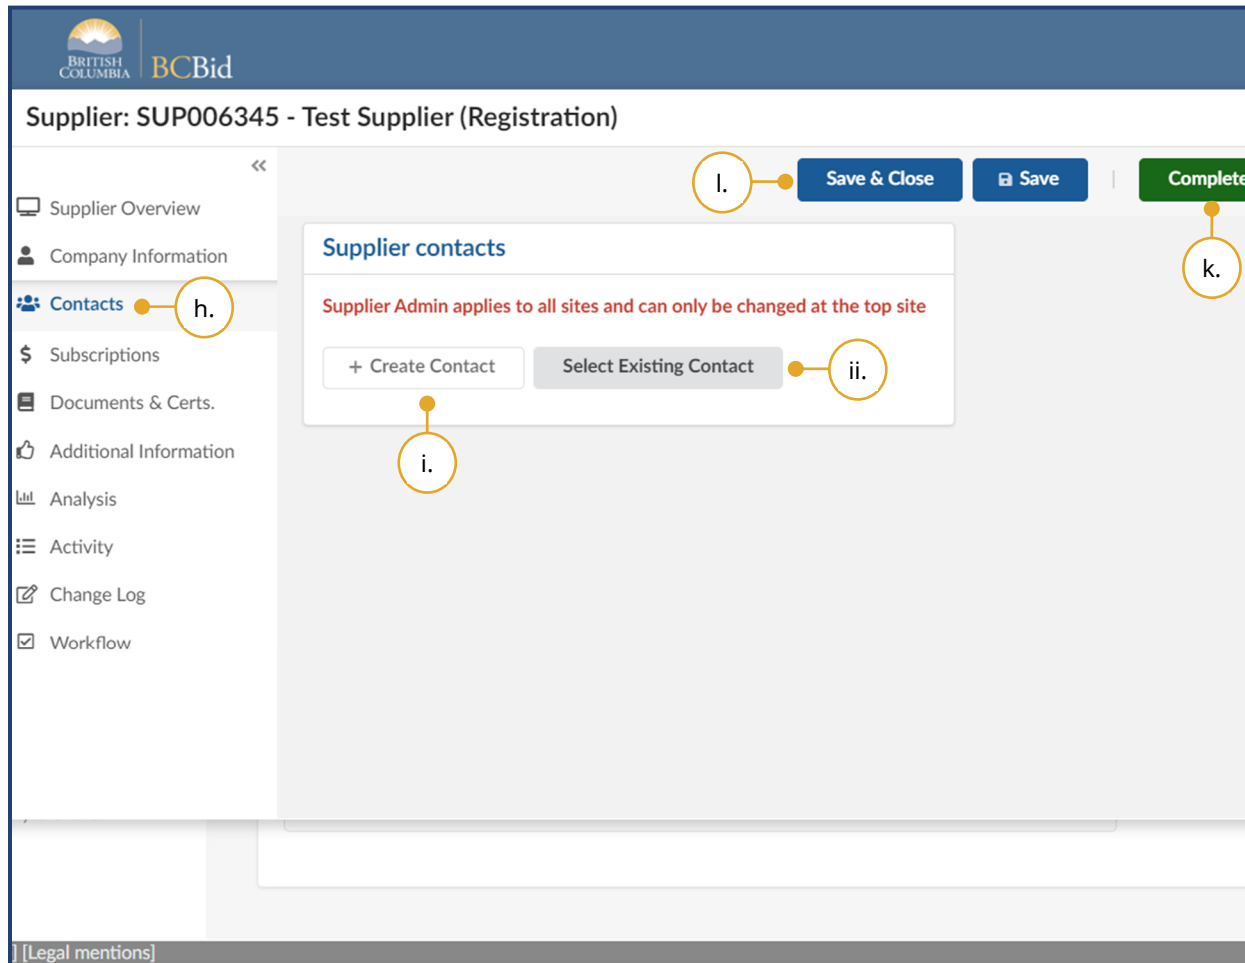 BRITISH
COLUMBIA
BCBid
Supplier: SUP006345 - Test Supplier (Registration)
l.
Save & Close
Save
Complete
k.
Supplier Overview
Company Information
Contacts
h.
Subscriptions
Documents & Certs.
Additional Information
Analysis
Activity
Change Log
Workflow
Supplier contacts
Supplier Admin applies to all sites and can only be changed at the top site
+ Create Contact
Select Existing Contact
ii.
i.
] [Legal mentions]